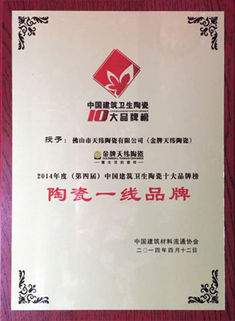 中国建筑卫生陶瓷
10大品牌榜
授予：佛山市天纬陶瓷有限公司（金牌天纬陶瓷）
金牌天纬陶瓷
2014年度（第四届）中国建筑卫生陶瓷十大品牌榜
陶瓷一线品牌
中国建筑材料流通协会
二〇一四年四月十二日